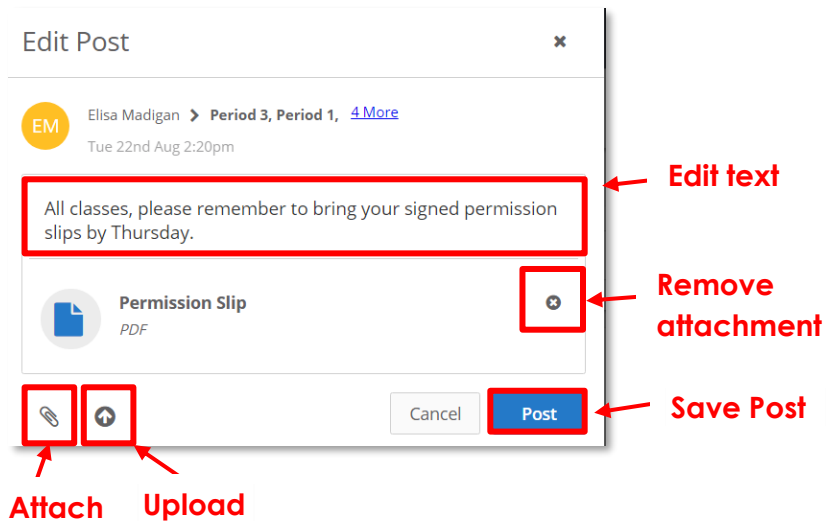 Edit Post
EM
Elisa Madigan > Period 3, Period 1, 4 More
Tue 22nd Aug 2:20pm
Edit text
All classes, please remember to bring your signed permission
slips by Thursday.
Remove
attachment
Permission Slip
PDF
Cancel
Post
Save Post
Attach
Upload